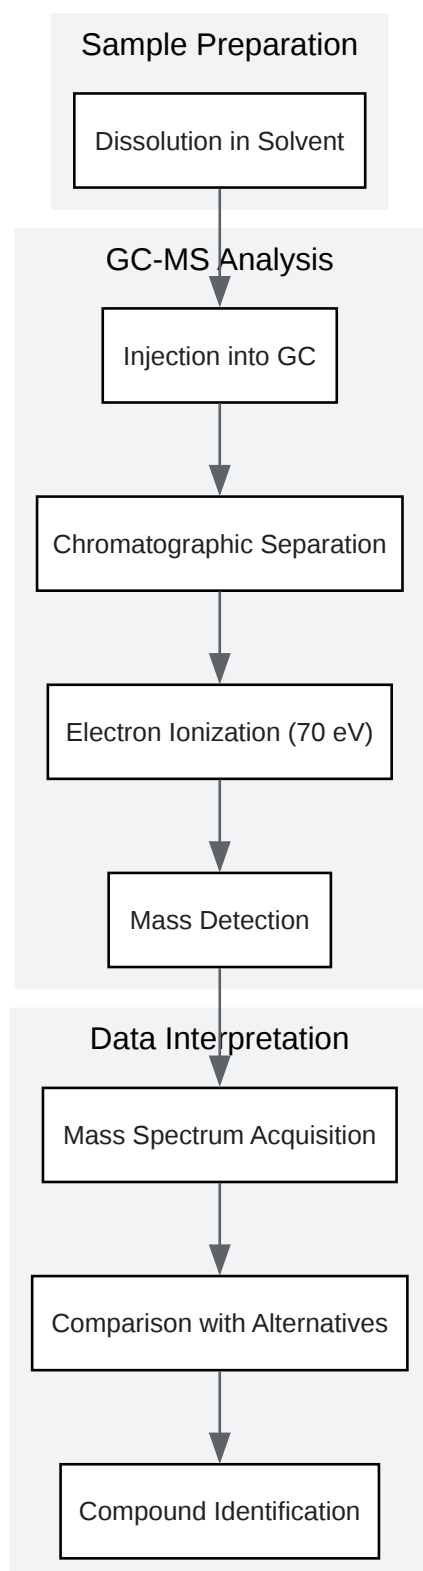 Sample Preparation
Dissolution in Solvent
GC-MS Analysis
Injection into GC
Chromatographic Separation
Electron Ionization (70 eV)
Mass Detection
Data Interpretation
Mass Spectrum Acquisition
Comparison with Alternatives
Compound Identification